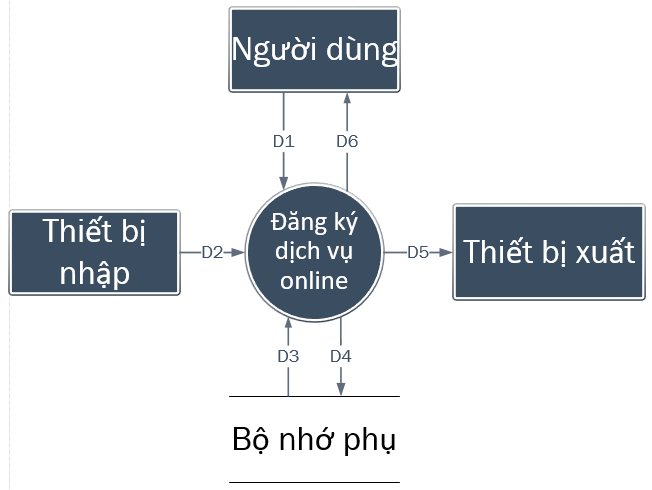 Người dùng
D1
D6
Thiết bị
nhập
D2
Đăng ký
dịch vụ
online
D5
Thiết bị xuất
D3
D4
Bộ nhớ phụ